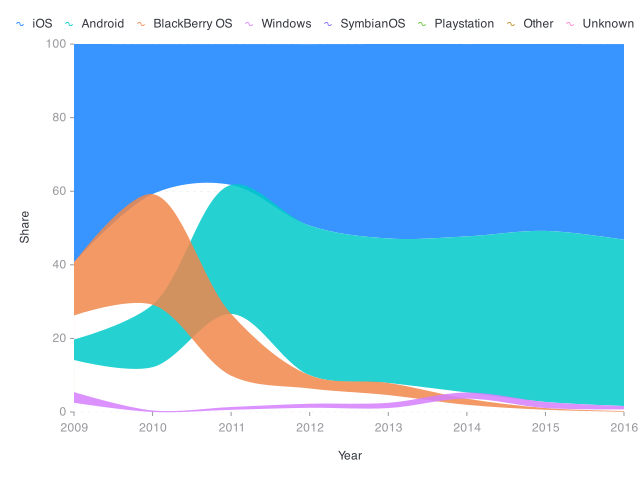 iOS Android BlackBerry OS Windows SymbianOS Playstation Other Unknown
100
80
60
40
20
0
Share
2009 2010 2011 2012 2013 2014 2015 2016
Year